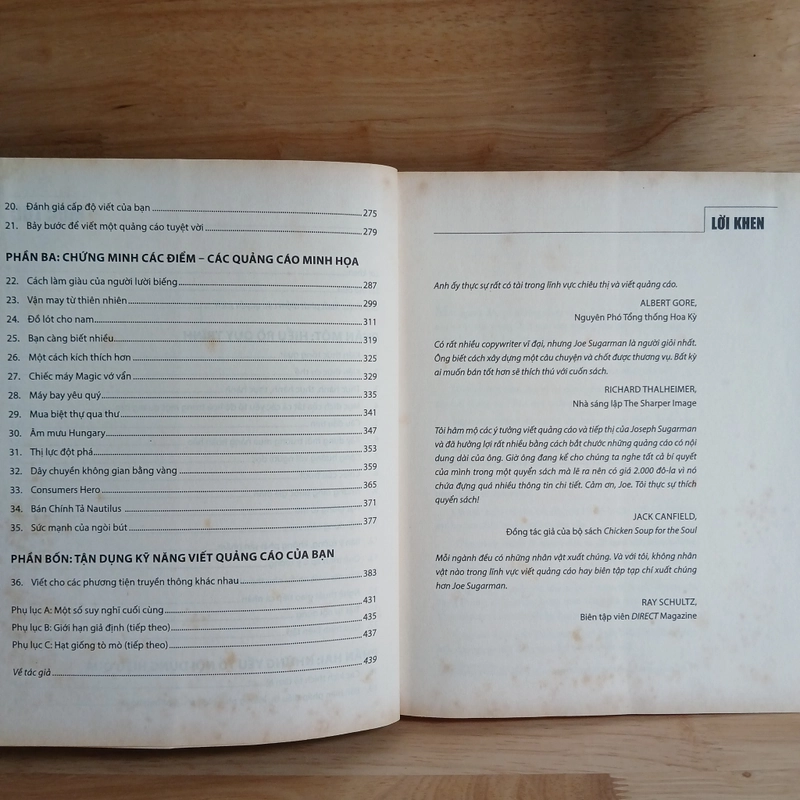 20. Đánh giá cấp độ viết của bạn 275
21. Bảy bước để viết một quảng cáo tuyệt vời 279
PHẦN BA: CHỨNG MINH CÁC ĐIỂM – CÁC QUẢNG CÁO MINH HỌA
22. Cách làm giàu của người lười biếng 287
23. Vận may từ thiên nhiên 299
24. Đồ lót cho nam 311
25. Bạn càng biết nhiều 319
26. Một cách kích thích hơn 325
27. Chiếc máy Magic vớ vẩn 329
28. Máy bay yêu quý 335
29. Mua biệt thự qua thư 341
30. Âm mưu Hungary 347
31. Thị lực đột phá 353
32. Dây chuyền không gian bằng vàng 359
33. Consumers Hero 365
34. Bán Chính Tả Nautilus 371
35. Sức mạnh của ngòi bút 377
PHẦN BỐN: TẬN DỤNG KỸ NĂNG VIẾT QUẢNG CÁO CỦA BẠN
36. Viết cho các phương tiện truyền thông khác nhau 383
Phụ lục A: Một số suy nghĩ cuối cùng 431
Phụ lục B: Giới hạn giả định (tiếp theo) 435
Phụ lục C: Hạt giống tò mò (tiếp theo) 437
Về tác giả 439
LỜI KHEN
Anh ấy thực sự rất có tài trong lĩnh vực chiêu thị và viết quảng cáo.
ALBERT GORE,
Nguyên Phó Tổng thống Hoa Kỳ
Có rất nhiều copywriter vĩ đại, nhưng Joe Sugarman là người giỏi nhất.
Ông biết cách xây dựng một câu chuyện và chốt được thương vụ. Bất kỳ
ai muốn bán tốt hơn sẽ thích thú với cuốn sách.
RICHARD THALHEIMER,
Nhà sáng lập The Sharper Image
Tôi hâm mộ các ý tưởng viết quảng cáo và tiếp thị của Joseph Sugarman
và đã hưởng lợi rất nhiều bằng cách bắt chước những quảng cáo có nội
dung dài của ông. Giờ ông đang kể cho chúng ta nghe tất cả bí quyết
của mình trong một quyển sách mà lẽ ra nên có giá 2.000 đô-la vì nó
chứa đựng quá nhiều thông tin chi tiết. Cảm ơn, Joe. Tôi thực sự thích
quyển sách!
JACK CANFIELD,
Đồng tác giả của bộ sách Chicken Soup for the Soul
Mỗi ngành đều có những nhân vật xuất chúng. Và với tôi, không nhân
vật nào trong lĩnh vực viết quảng cáo hay biên tập tạp chí xuất chúng
hơn Joe Sugarman.
RAY SCHULTZ,
Biên tập viên DIRECT Magazine